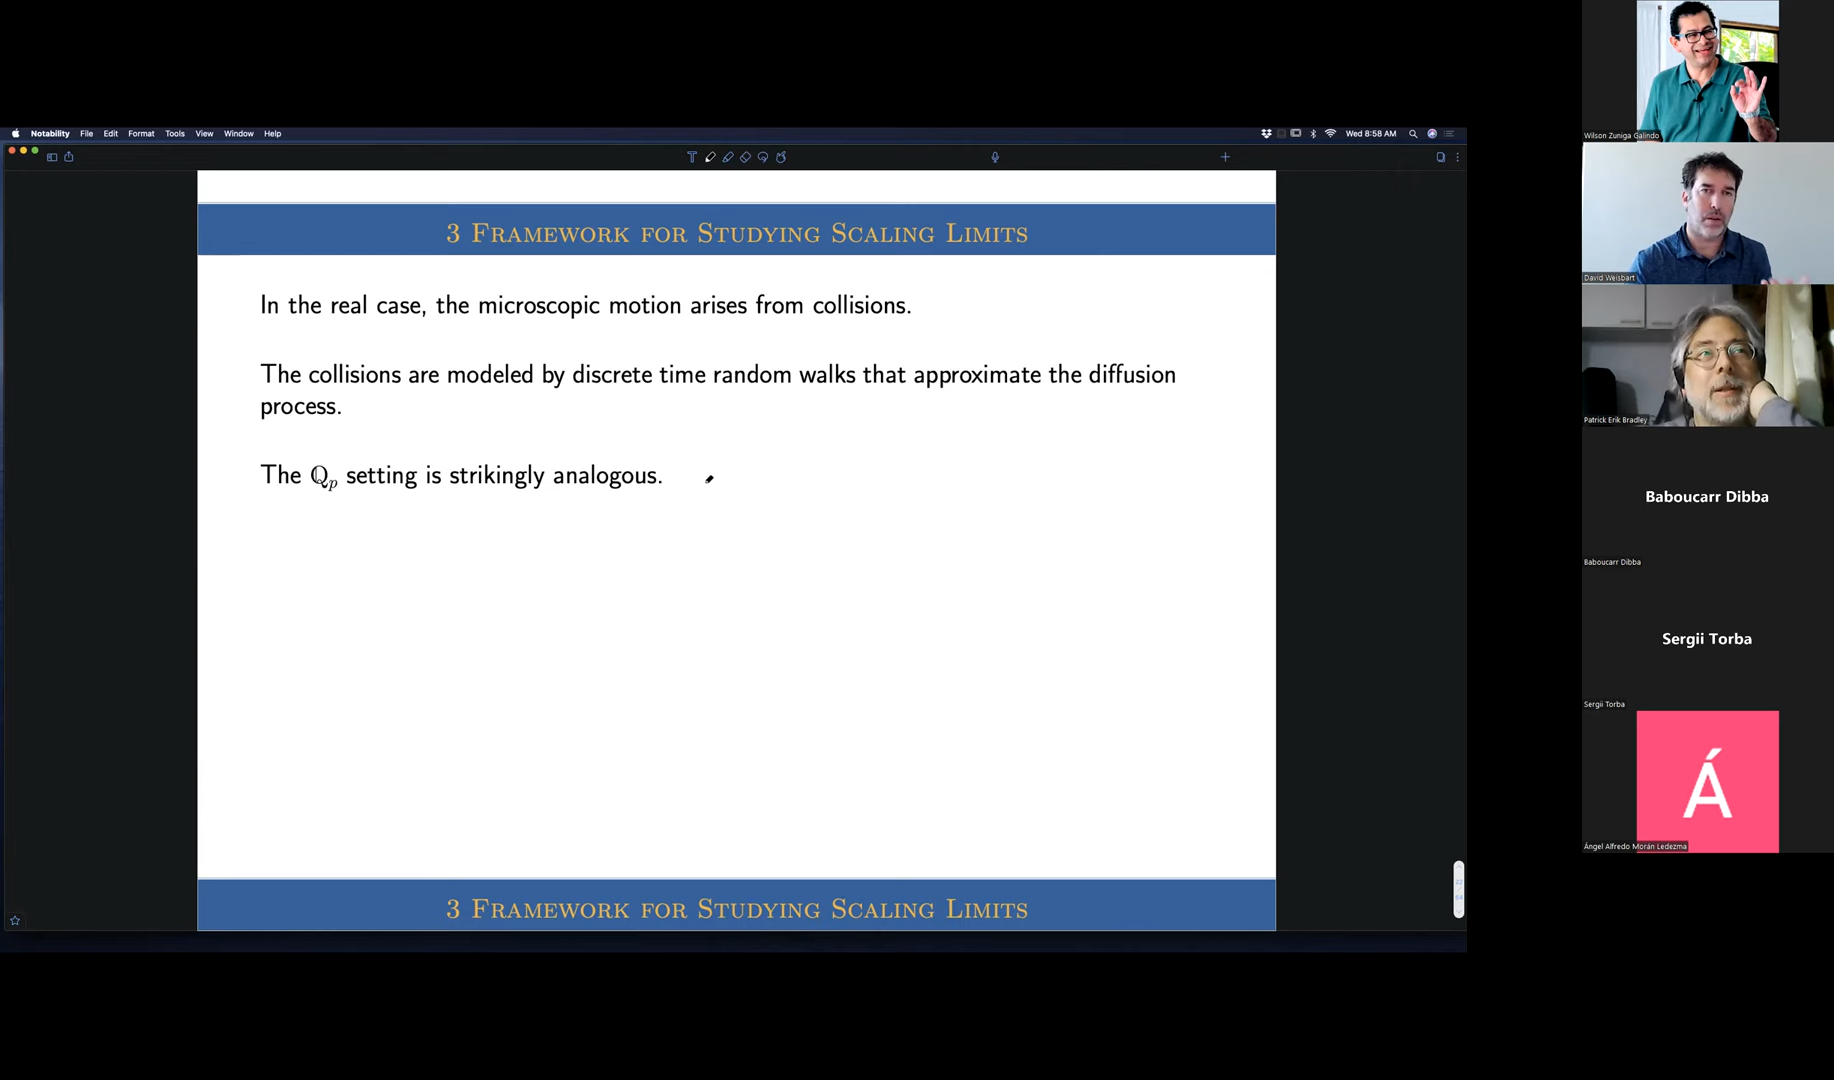 Notability File Edit Format Tools View Window Help
Wed 8:58 AM
3 FRAMEWORK FOR STUDYING SCALING LIMITS
In the real case, the microscopic motion arises from collisions.
The collisions are modeled by discrete time random walks that approximate the diffusion
process.
The ℚₚ setting is strikingly analogous.
3 FRAMEWORK FOR STUDYING SCALING LIMITS
Wilson Zuniga Galindo
David Weisbart
Patrick Erik Bradley
Baboucarr Dibba
Baboucarr Dibba
Sergii Torba
Sergii Torba
Á
Ángel Alfredo Morán Ledezma